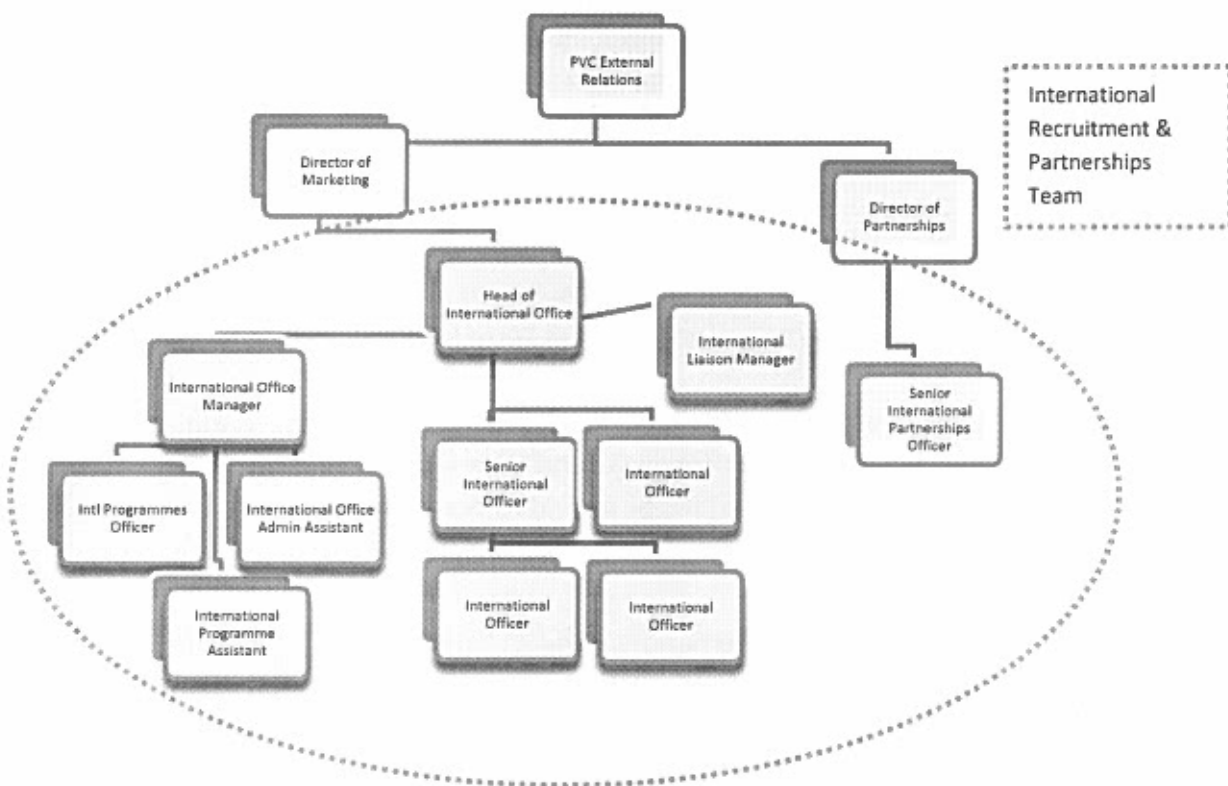 PVC External
Relations
International
Recruitment &
Partnerships
Team
Director of
Marketing
Director of
Partnerships
Head of
International Office
International
Liaison Manager
International Office
Manager
Senior
International
Partnerships
Officer
Senior
International
Officer
International
Officer
Intl Programmes
Officer
International Office
Admin Assistant
International
Programme
Assistant
International
Officer
International
Officer